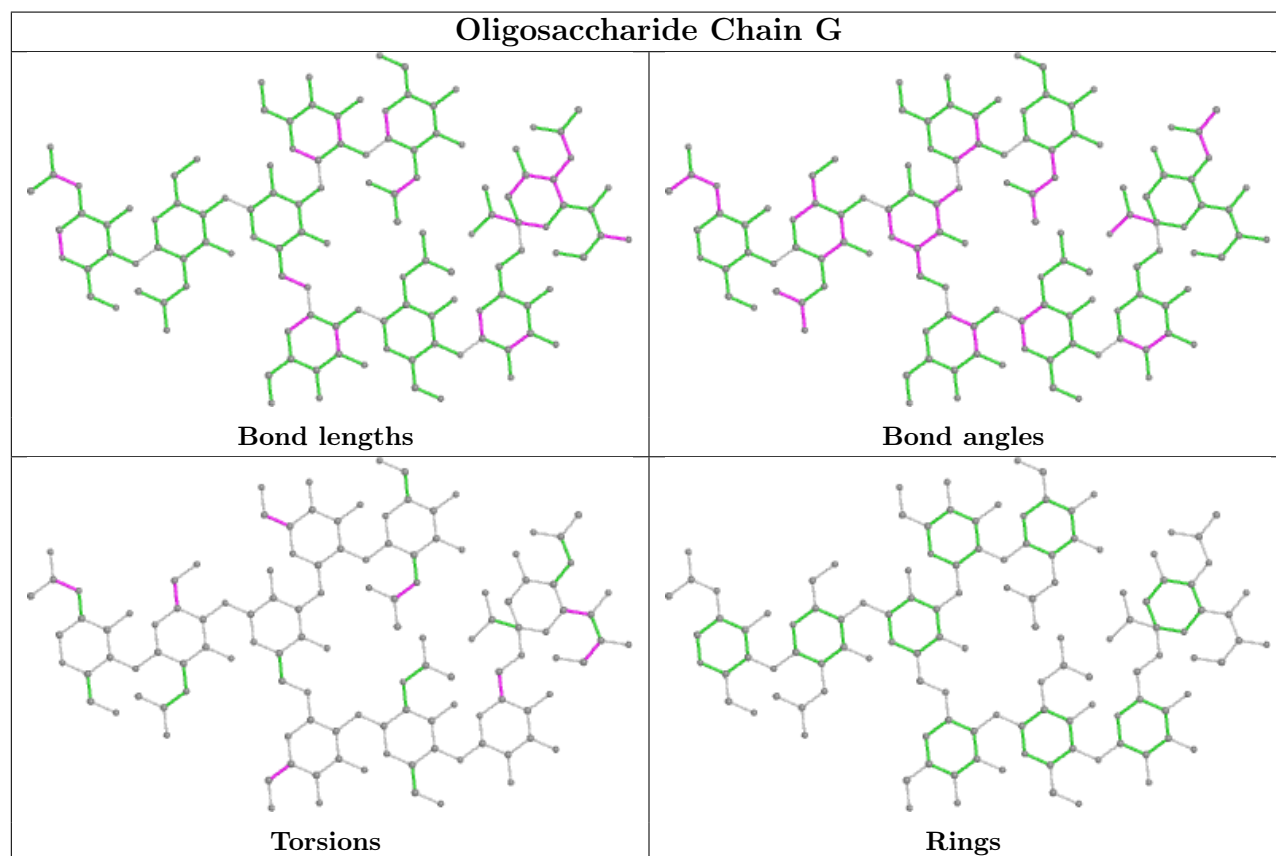 Oligosaccharide Chain G
Bond lengths
Bond angles
Torsions
Rings